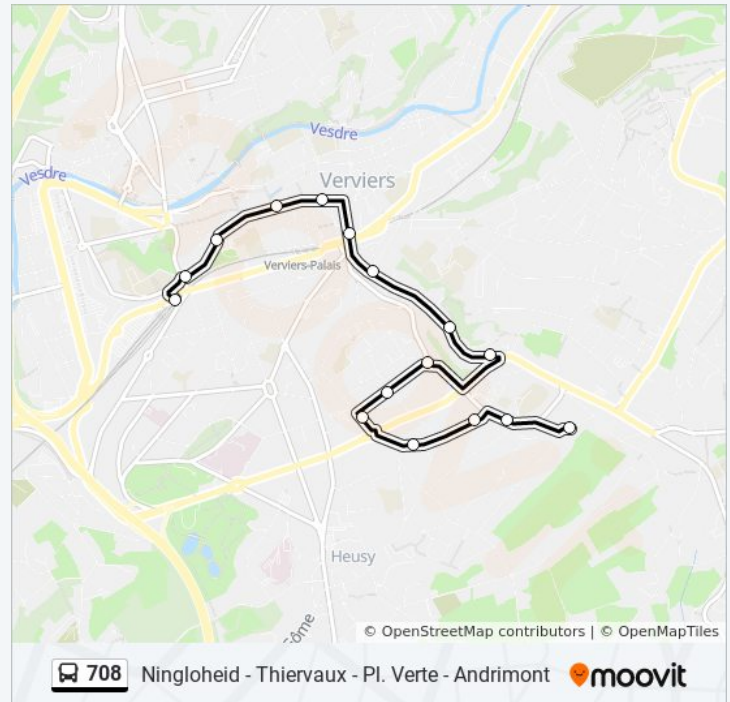 Vesdre
Vesdre
Verviers
Verviers-Palais
Heusy
© OpenStreetMap contributors | © OpenMapTiles
708 Ningloheid - Thiervaux - Pl. Verte - Andrimont moovit